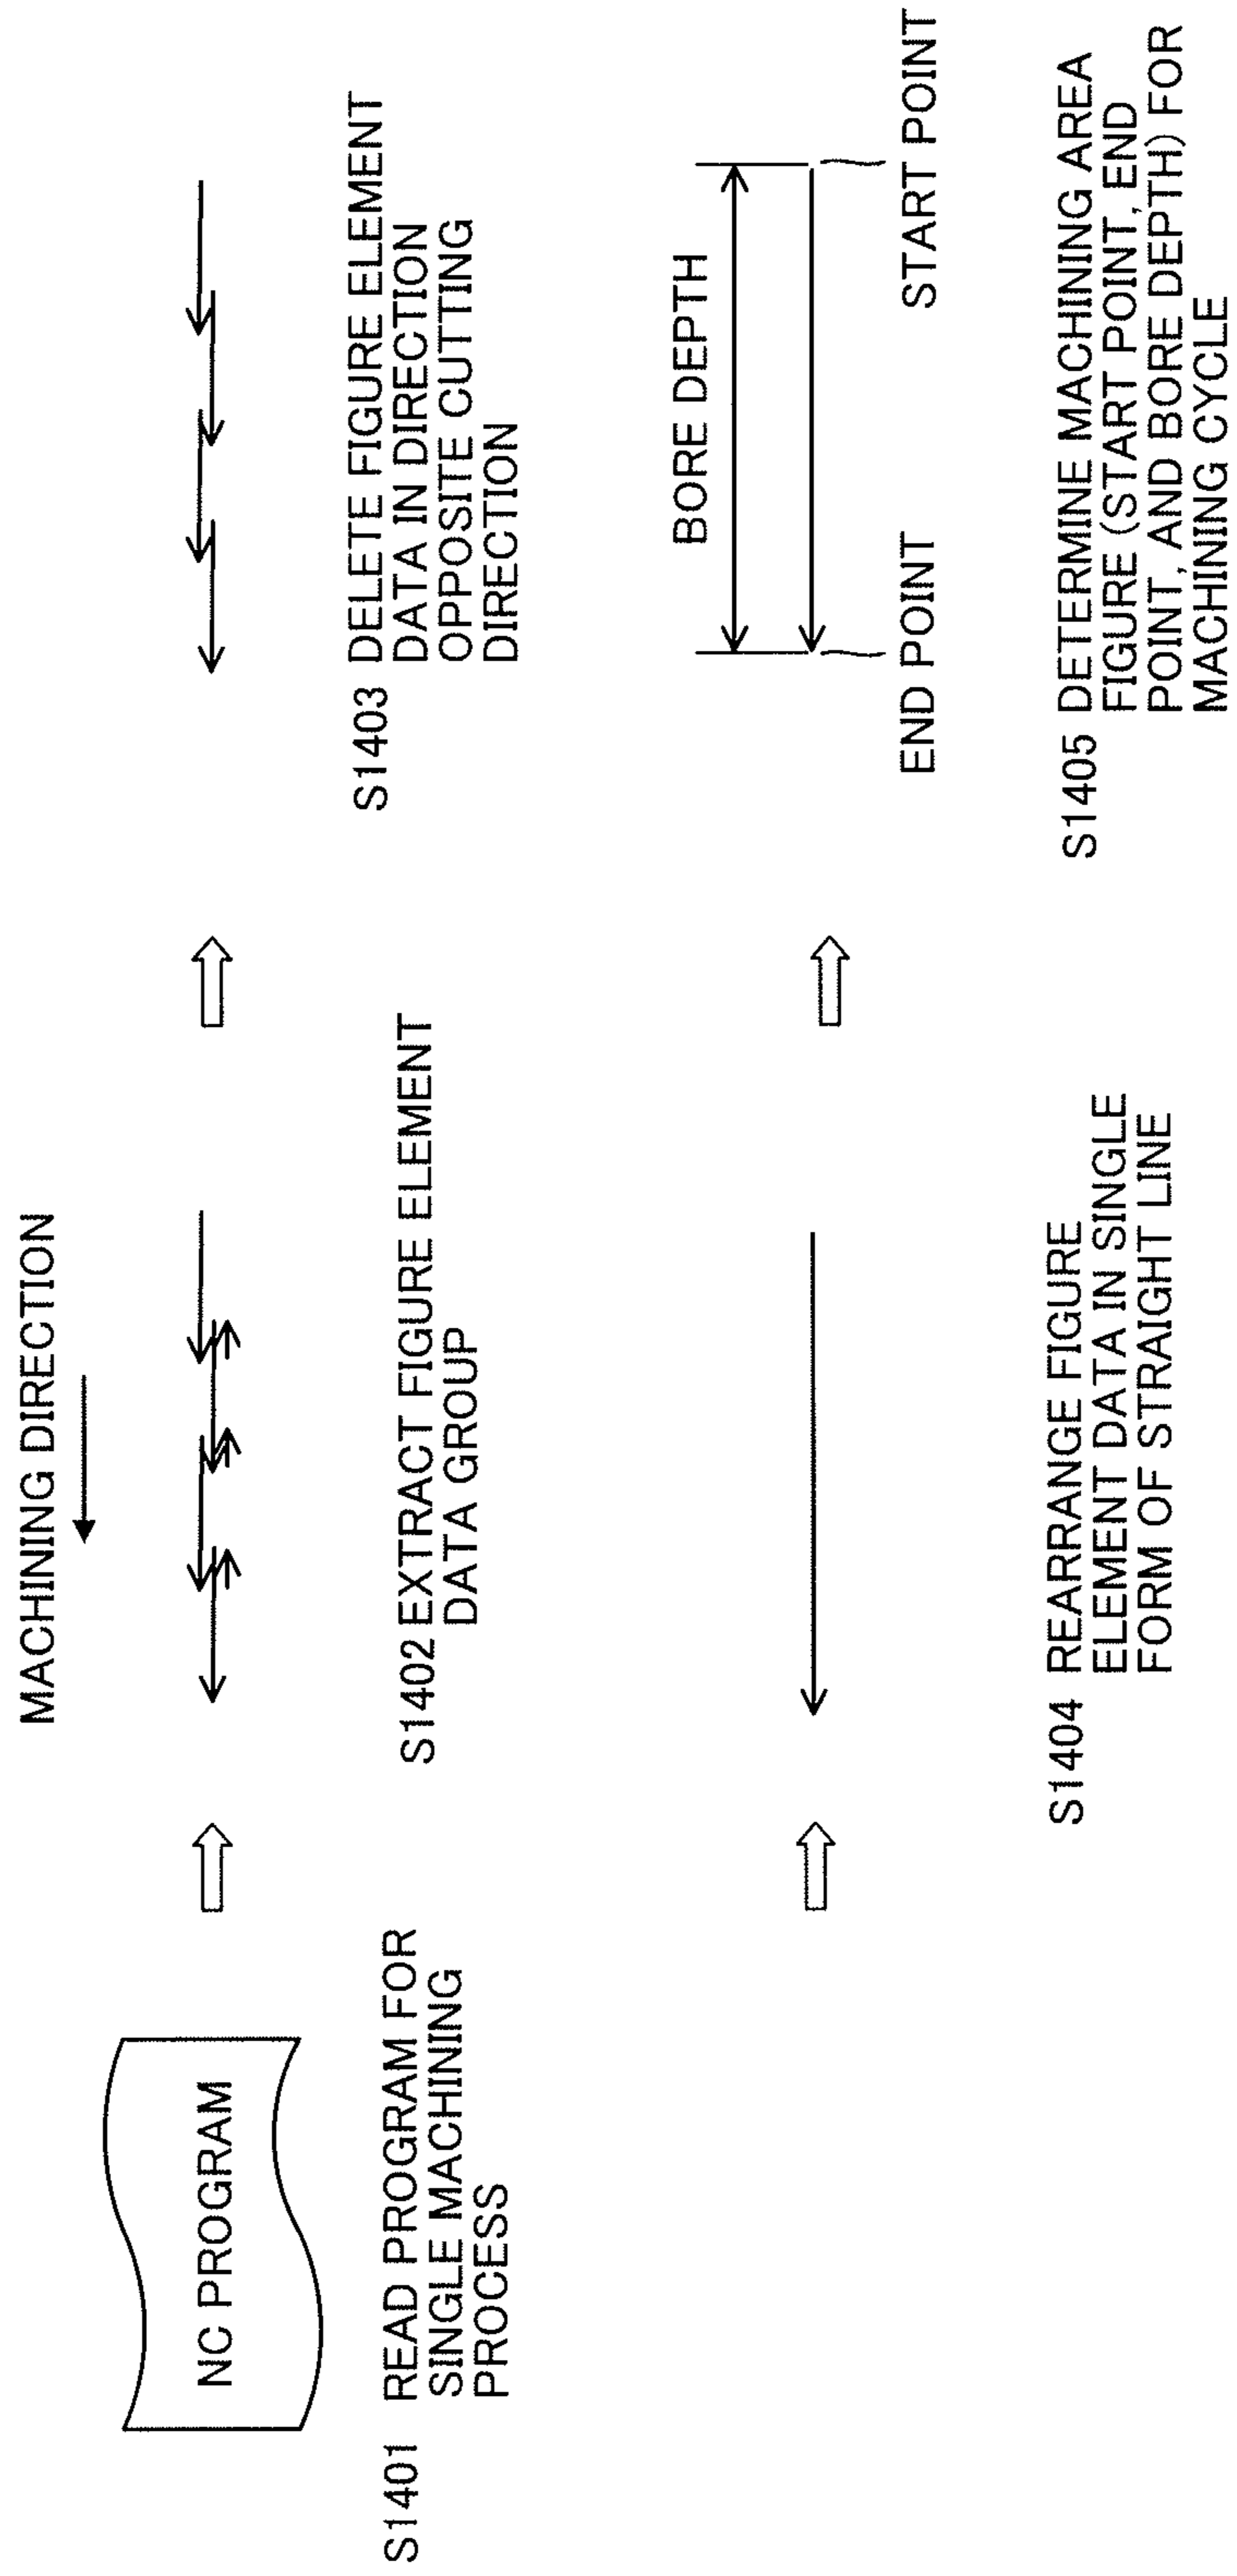 NC PROGRAM
S1401 READ PROGRAM FOR
SINGLE MACHINING
PROCESS
MACHINING DIRECTION
S1402 EXTRACT FIGURE ELEMENT
DATA GROUP
S1403 DELETE FIGURE ELEMENT
DATA IN DIRECTION
OPPOSITE CUTTING
DIRECTION
S1404 REARRANGE FIGURE
ELEMENT DATA IN SINGLE
FORM OF STRAIGHT LINE
BORE DEPTH
END POINT
START POINT
S1405 DETERMINE MACHINING AREA
FIGURE (START POINT, END
POINT, AND BORE DEPTH) FOR
MACHINING CYCLE